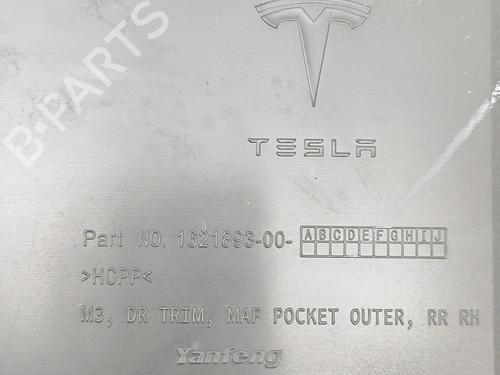 B-PARTS
TESLA
Part NO. 1621893-00- ABCDEFGHIJ
>HCPP<
M3, DR TRIM, MAP POCKET OUTER, RR RH
Yanfeng